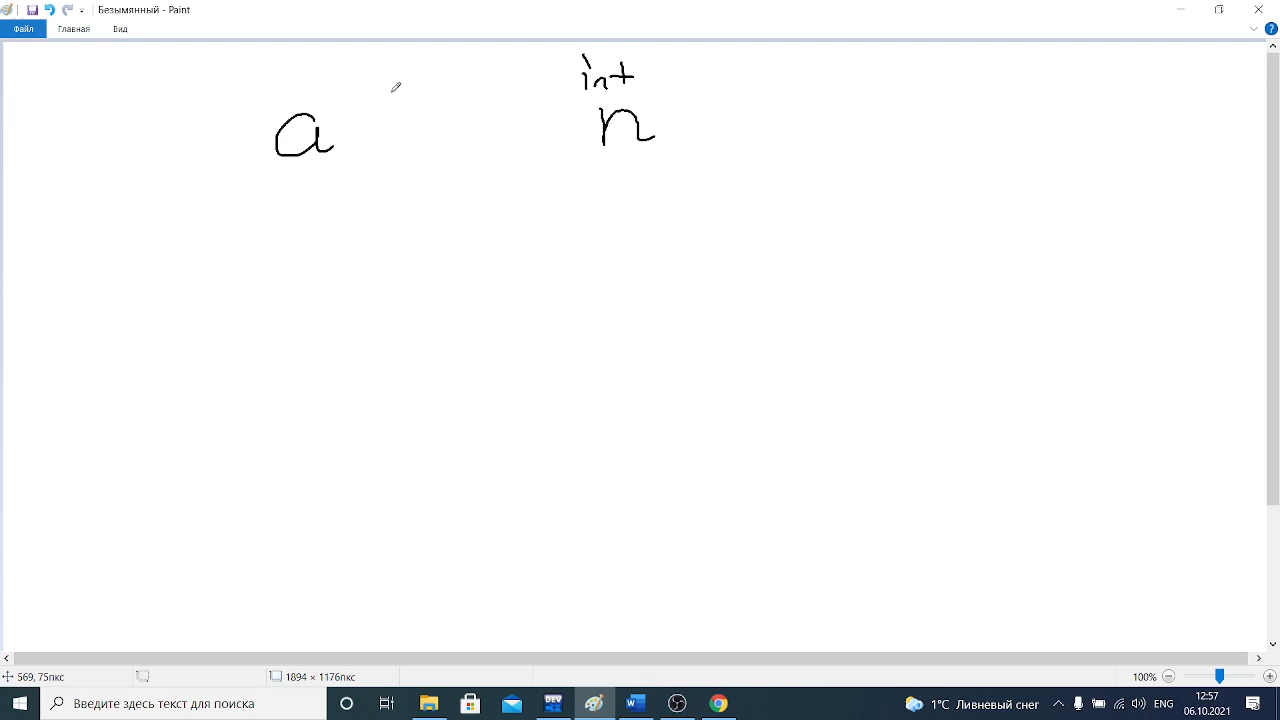 Безымянный - Paint
Файл Главная Вид
int
a n
569, 75пкс 1894 × 1176пкс 100%
Введите здесь текст для поиска 1°C Ливневый снег ENG 12:57
06.10.2021